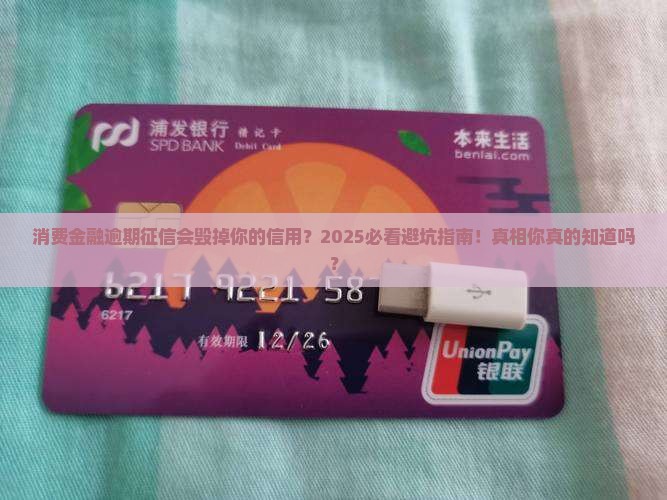 浦发银行 借记卡
SPD BANK Debit Card
本来生活
benlai.com
消费金融逾期征信会毁掉你的信用？2025必看避坑指南！真相你真的知道吗
？
6217 9221 58
6217
有效期限 12/26
UnionPay
银联